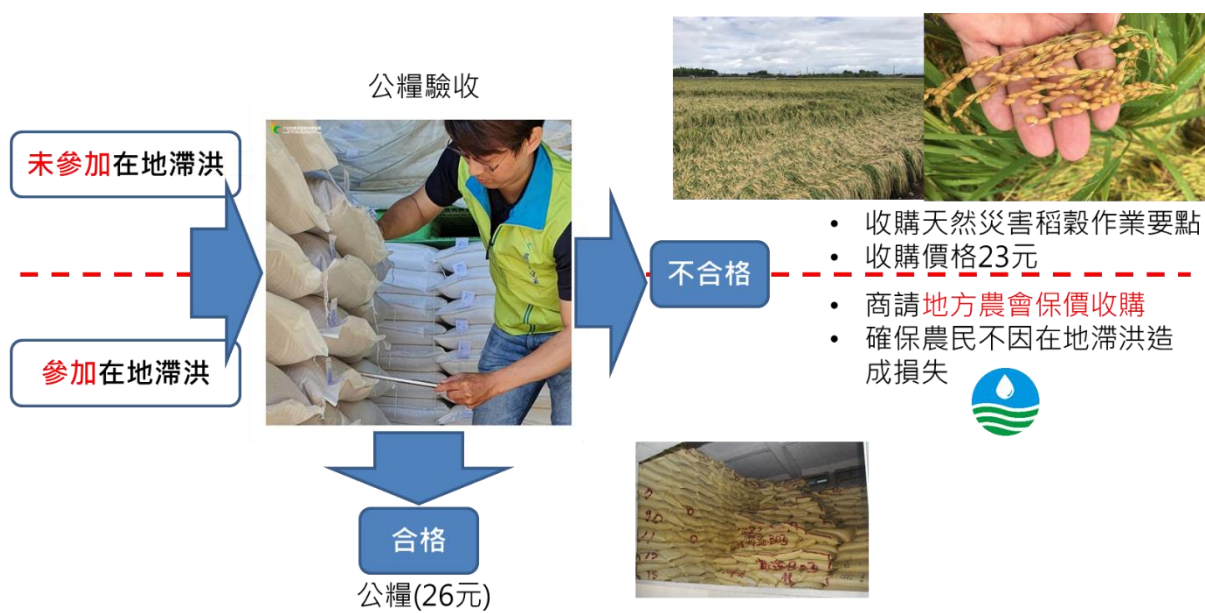 公糧驗收
未參加在地滯洪
參加在地滯洪
不合格
• 收購天然災害稻穀作業要點
• 收購價格23元
• 商請地方農會保價收購
• 確保農民不因在地滯洪造
成損失
合格
公糧(26元)